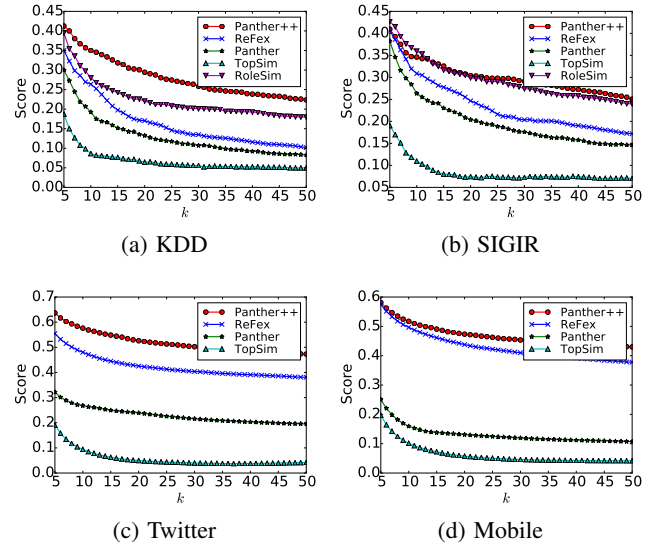 0.45
0.40
0.35
0.30
0.25
0.20
0.15
0.10
0.05
0.00
Score
5 10 15 20 25 30 35 40 45 50
k
Panther++
ReFex
Panther
TopSim
RoleSim
(a) KDD
0.45
0.40
0.35
0.30
0.25
0.20
0.15
0.10
0.05
Score
5 10 15 20 25 30 35 40 45 50
k
Panther++
ReFex
Panther
TopSim
RoleSim
(b) SIGIR
0.7
0.6
0.5
0.4
0.3
0.2
0.1
0.0
Score
5 10 15 20 25 30 35 40 45 50
k
Panther++
ReFex
Panther
TopSim
(c) Twitter
0.6
0.5
0.4
0.3
0.2
0.1
0.0
Score
5 10 15 20 25 30 35 40 45 50
k
Panther++
ReFex
Panther
TopSim
(d) Mobile